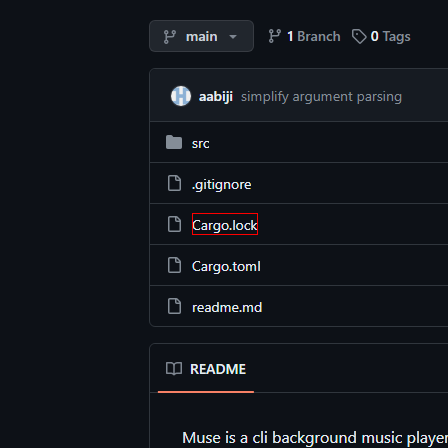 main 1 Branch 0 Tags
aabiji simplify argument parsing
src
.gitignore
Cargo.lock
Cargo.toml
readme.md
README
Muse is a cli background music player